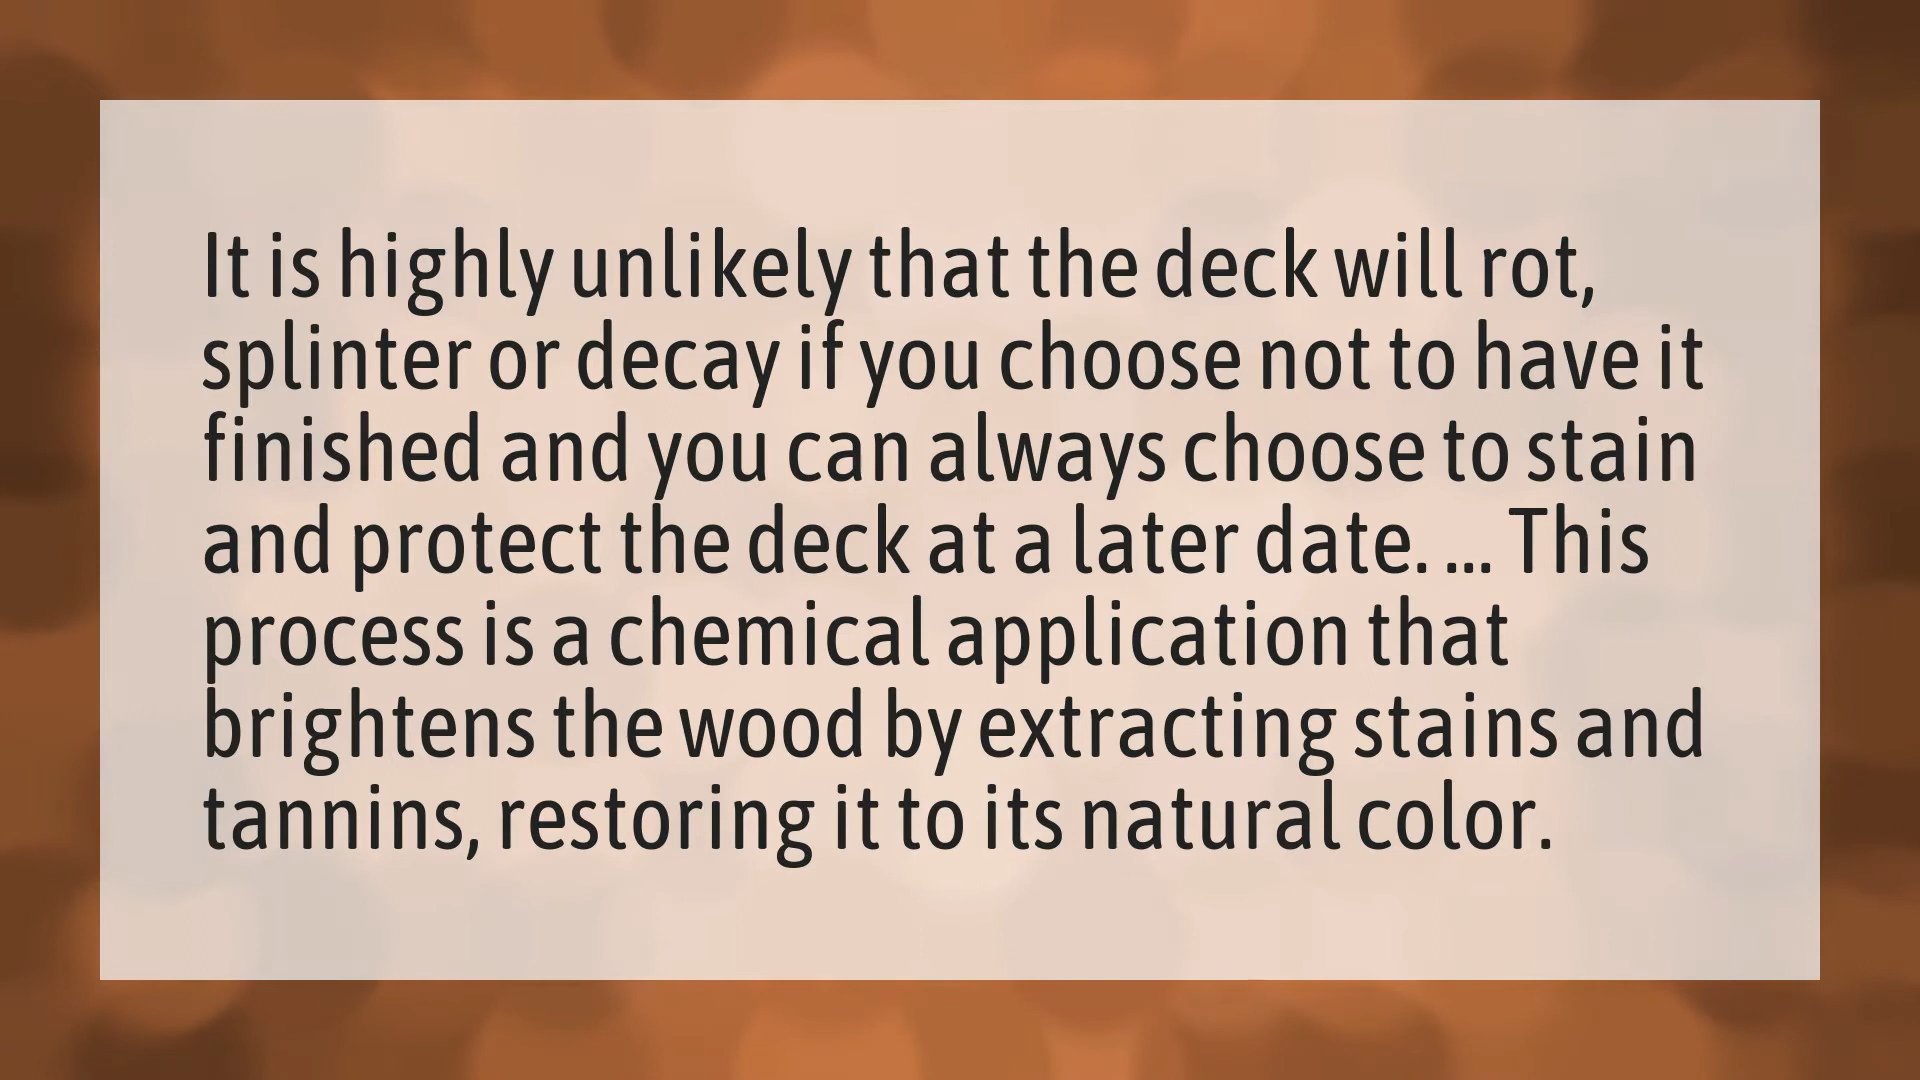 It is highly unlikely that the deck will rot,
splinter or decay if you choose not to have it
finished and you can always choose to stain
and protect the deck at a later date. ... This
process is a chemical application that
brightens the wood by extracting stains and
tannins, restoring it to its natural color.